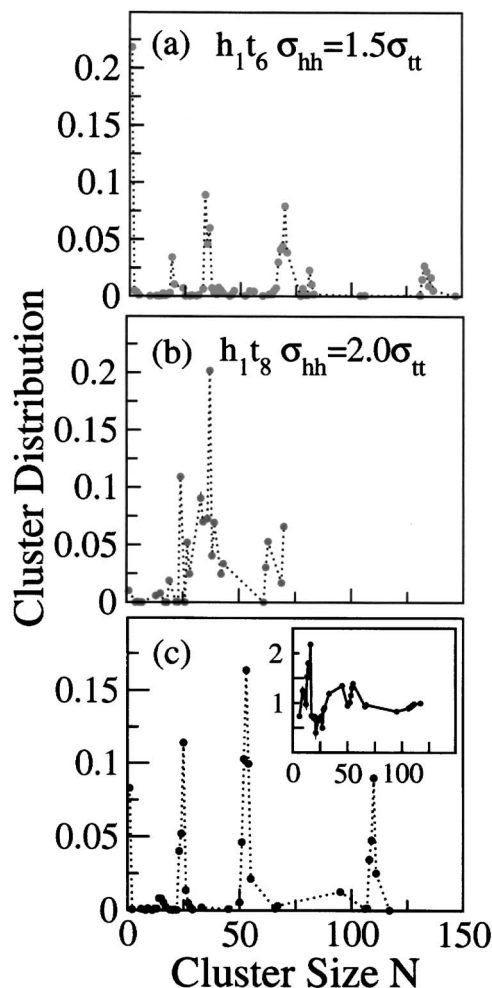 (a) h₁t₆ σhh=1.5σtt
0.2
0.15
0.1
0.05
0
(b) h₁t₈ σhh=2.0σtt
0.2
0.15
0.1
0.05
0
(c)
0.15
0.1
0.05
0
2
1
0 50 100
0 50 100 150
Cluster Size N
Cluster Distribution